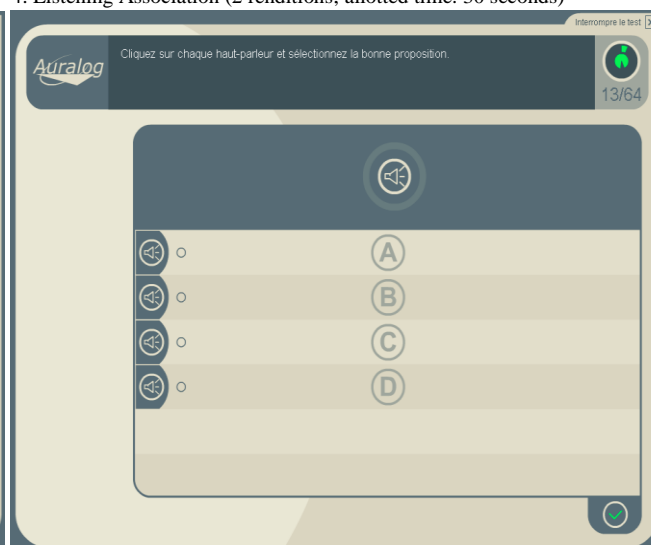 4. Listening Association (2 renditions; allotted time: 30 seconds)
Interrompre le test
Auralog
Cliquez sur chaque haut-parleur et sélectionnez la bonne proposition.
13/64
A
B
C
D